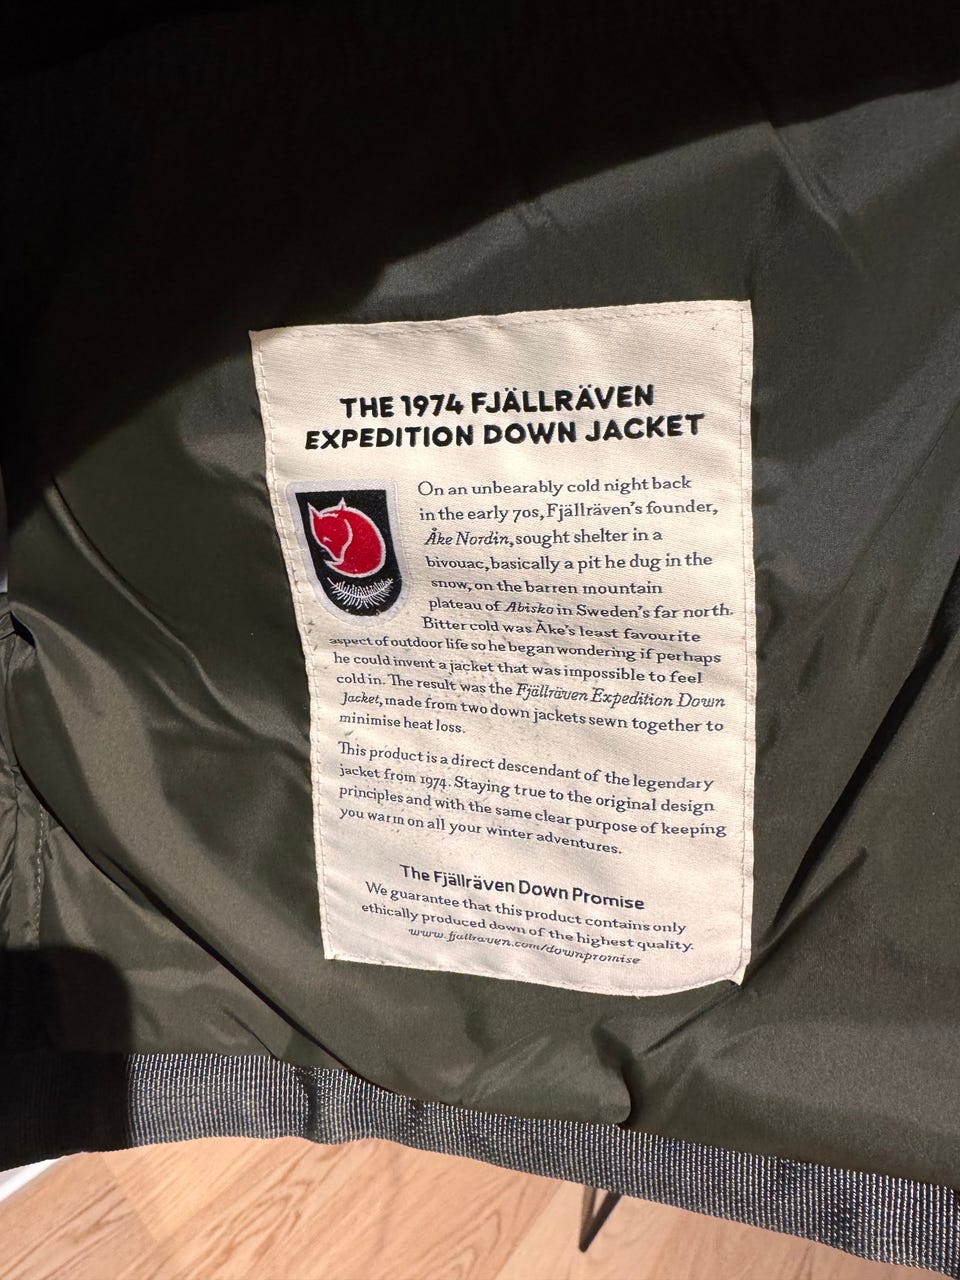 THE 1974 FJÄLLRÄVEN
EXPEDITION DOWN JACKET
On an unbearably cold night back
in the early 70s, Fjällräven's founder,
Åke Nordin, sought shelter in a
bivouac, basically a pit he dug in the
snow, on the barren mountain
plateau of Abisko in Sweden's far north.
Bitter cold was Åke's least favourite
aspect of outdoor life so he began wondering if perhaps
he could invent a jacket that was impossible to feel
cold in. The result was the Fjällräven Expedition Down
Jacket, made from two down jackets sewn together to
minimise heat loss.
This product is a direct descendant of the legendary
jacket from 1974. Staying true to the original design
principles and with the same clear purpose of keeping
you warm on all your winter adventures.
The Fjällräven Down Promise
We guarantee that this product contains only
ethically produced down of the highest quality.
www.fjallraven.com/downpromise